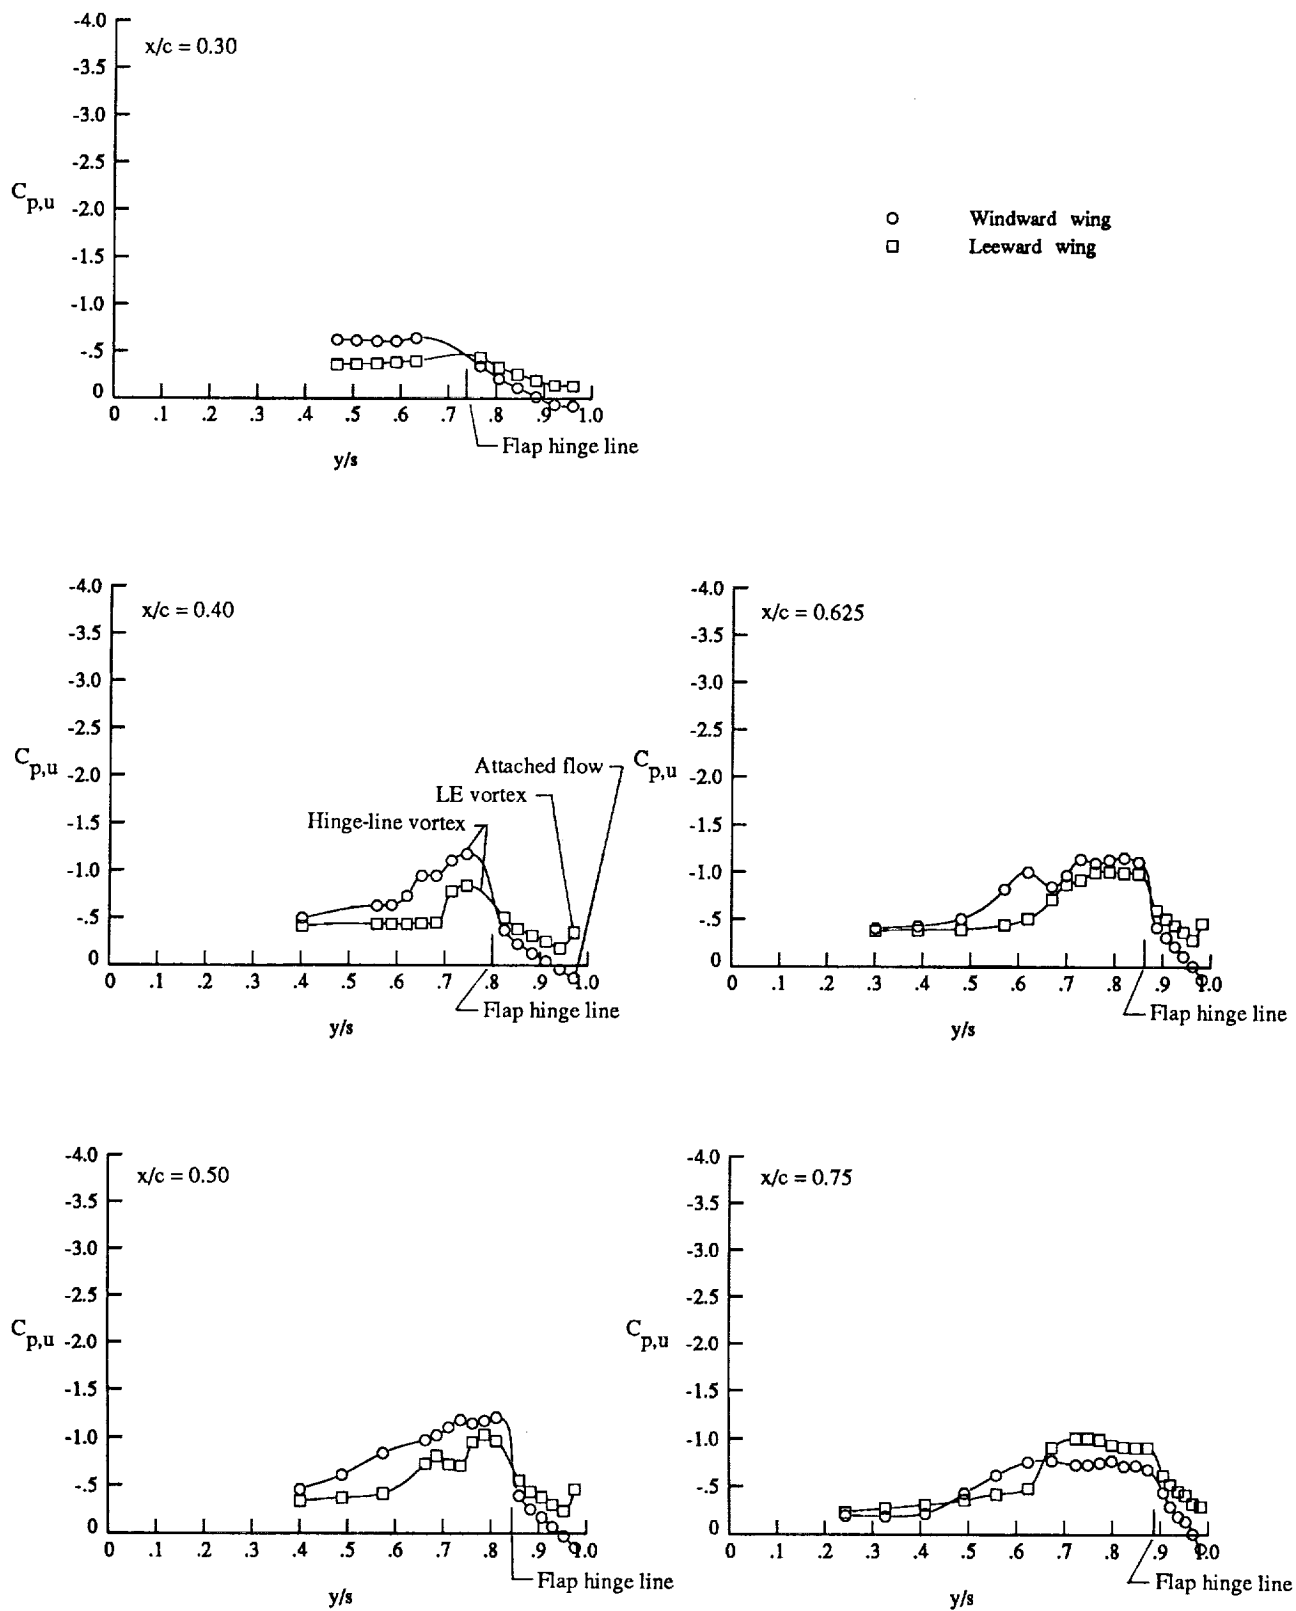 -4.0
x/c = 0.30
-3.5
-3.0
-2.5
C_p,u
-2.0
-1.5
-1.0
-.5
0
0 .1 .2 .3 .4 .5 .6 .7 .8 .9 1.0
Flap hinge line
y/s
Windward wing
Leeward wing
-4.0
x/c = 0.40
-3.5
-3.0
-2.5
C_p,u
-2.0
Attached flow
LE vortex
-1.5
Hinge-line vortex
-1.0
-.5
0
0 .1 .2 .3 .4 .5 .6 .7 .8 .9 1.0
Flap hinge line
y/s
-4.0
x/c = 0.625
-3.5
-3.0
-2.5
C_p,u
-2.0
-1.5
-1.0
-.5
0
0 .1 .2 .3 .4 .5 .6 .7 .8 .9 1.0
Flap hinge line
y/s
-4.0
x/c = 0.50
-3.5
-3.0
-2.5
C_p,u
-2.0
-1.5
-1.0
-.5
0
0 .1 .2 .3 .4 .5 .6 .7 .8 .9 1.0
Flap hinge line
y/s
-4.0
x/c = 0.75
-3.5
-3.0
-2.5
C_p,u
-2.0
-1.5
-1.0
-.5
0
0 .1 .2 .3 .4 .5 .6 .7 .8 .9 1.0
Flap hinge line
y/s